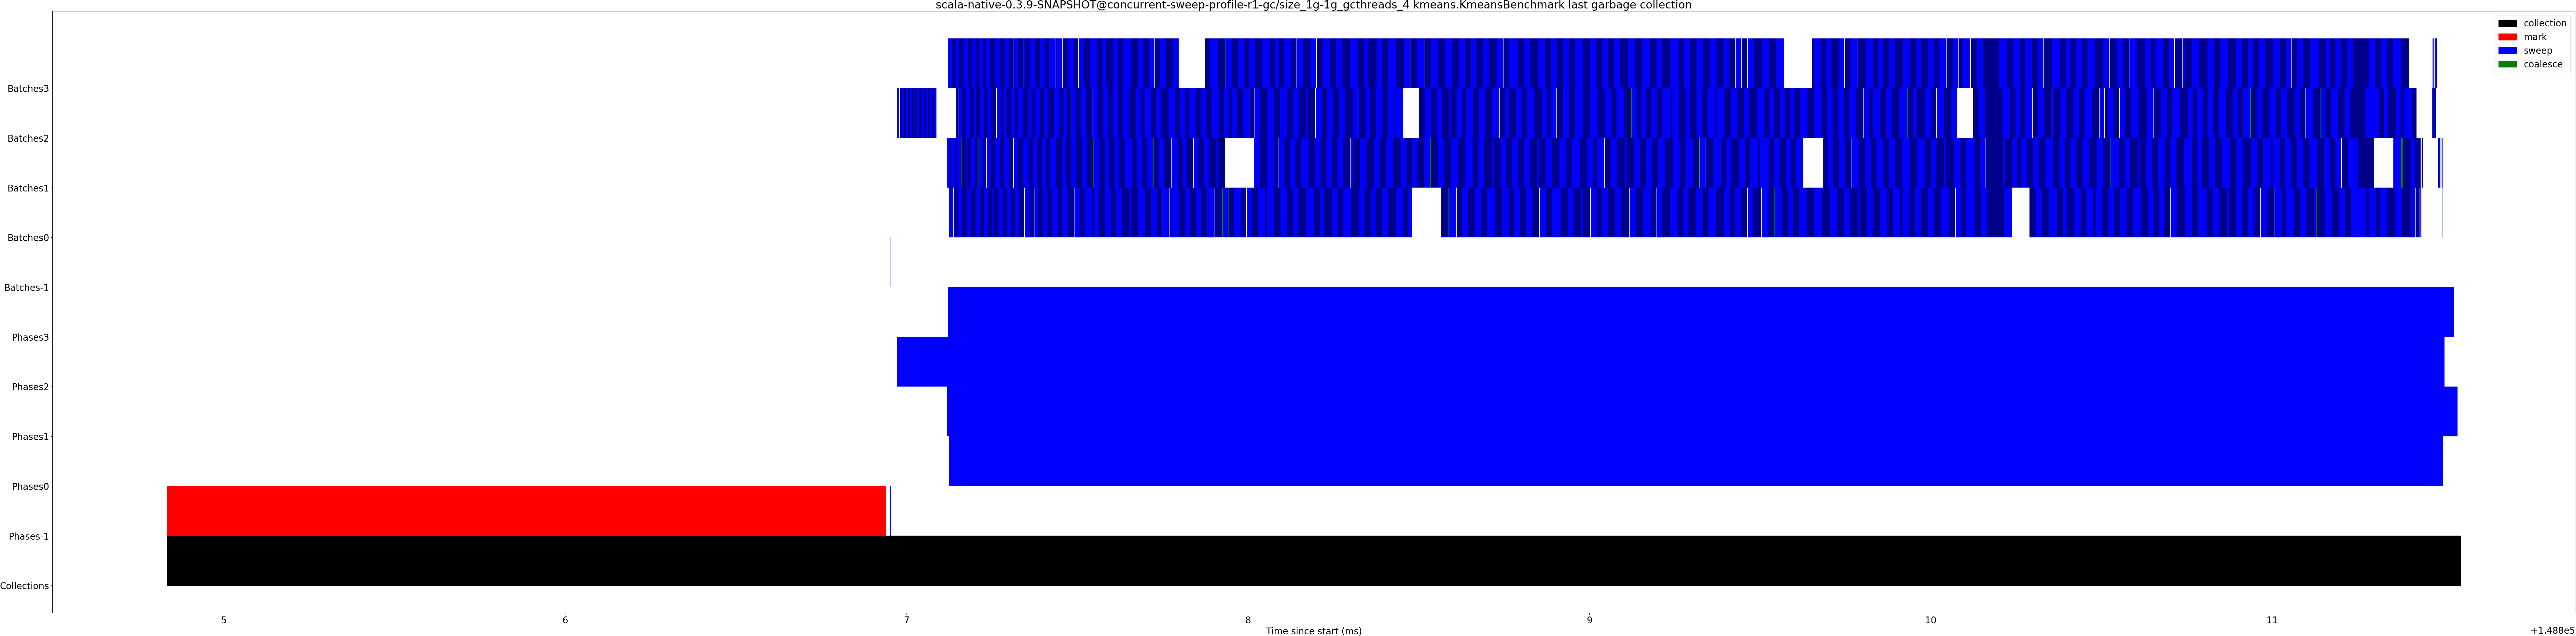 scala-native-0.3.9-SNAPSHOT@concurrent-sweep-profile-r1-gc/size_1g-1g_gcthreads_4 kmeans.KmeansBenchmark last garbage collection
collection
mark
sweep
coalesce
Batches3
Batches2
Batches1
Batches0
Batches-1
Phases3
Phases2
Phases1
Phases0
Phases-1
Collections
5 6 7 8 9 10 11
Time since start (ms)
+1.488e5